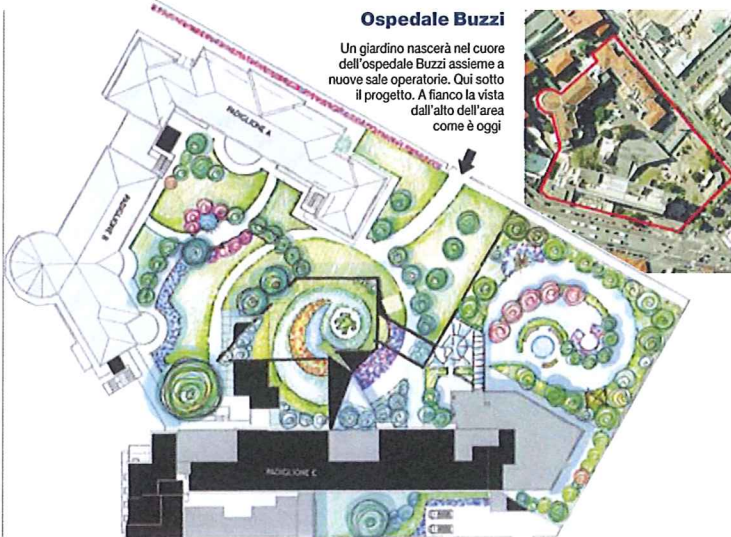 Ospedale Buzzi
Un giardino nascerà nel cuore
dell'ospedale Buzzi assieme a
nuove sale operatorie. Qui sotto
il progetto. A fianco la vista
dall'alto dell'area
come è oggi
PADIGLIONE A
PADIGLIONE B
PADIGLIONE C